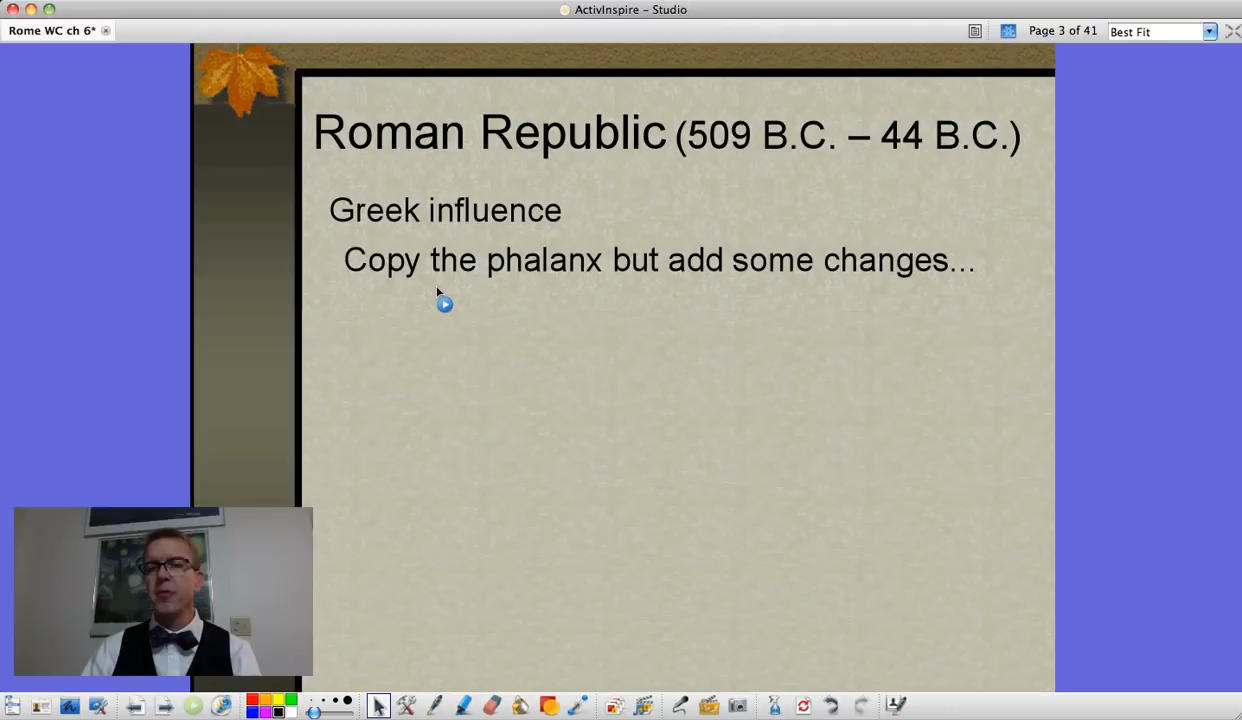 ActivInspire – Studio
Rome WC ch 6*
Page 3 of 41
Best Fit
Roman Republic (509 B.C. – 44 B.C.)
Greek influence
Copy the phalanx but add some changes...